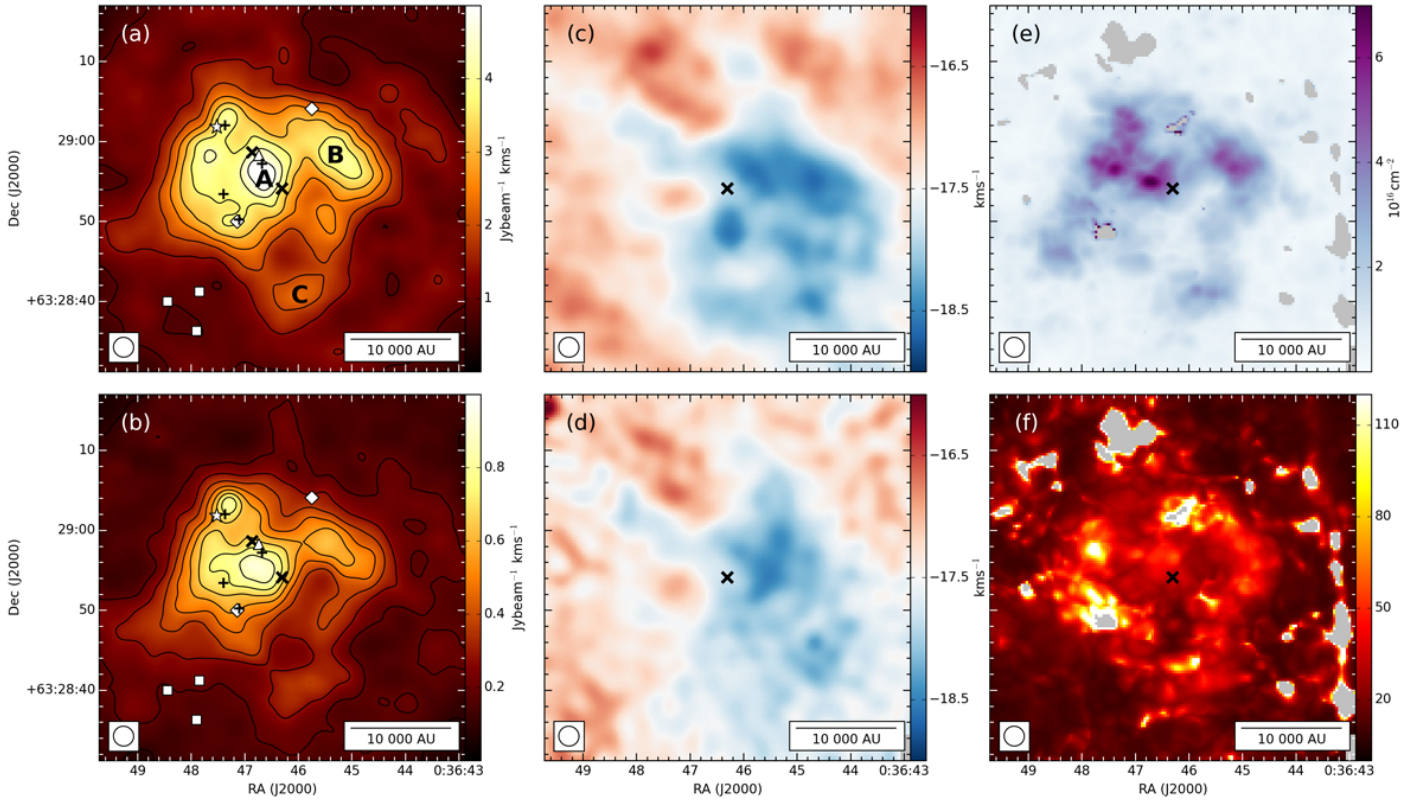 (a)
A
B
C
10
29:00
50
+63:28:40
Dec (J2000)
10 000 AU
4
3
2
1
Jybeam⁻¹ kms⁻¹
(c)
10 000 AU
−16.5
−17.5
−18.5
kms⁻¹
(e)
10 000 AU
6
4
2
10¹⁶ cm⁻²
(b)
10
29:00
50
+63:28:40
Dec (J2000)
10 000 AU
49 48 47 46 45 44 0:36:43
RA (J2000)
0.8
0.6
0.4
0.2
Jybeam⁻¹ kms⁻¹
(d)
10 000 AU
49 48 47 46 45 44 0:36:43
RA (J2000)
−16.5
−17.5
−18.5
kms⁻¹
(f)
10 000 AU
49 48 47 46 45 44 0:36:43
RA (J2000)
110
80
50
20